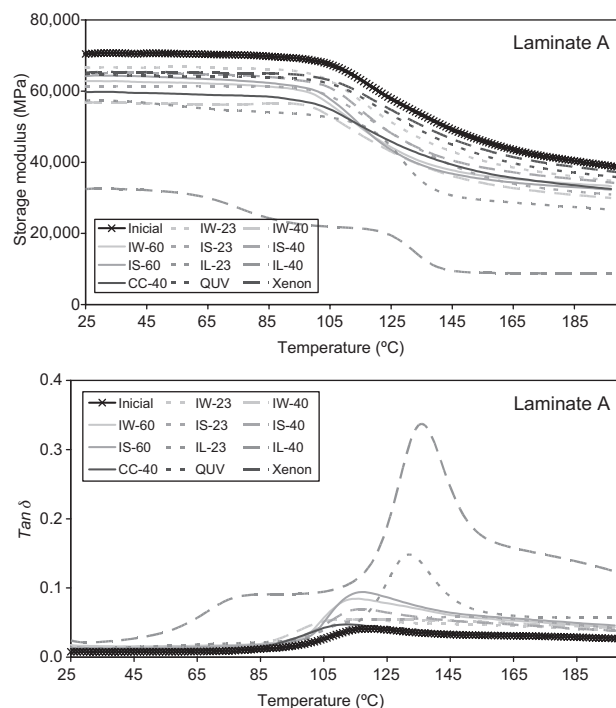 80,000
Laminate A
60,000
40,000
20,000
0
Storage modulus (MPa)
Inicial IW-23 IW-40
IW-60 IS-23 IS-40
IS-60 IL-23 IL-40
CC-40 QUV Xenon
25 45 65 85 105 125 145 165 185
Temperature (ºC)
0.4
Laminate A
0.3
0.2
0.1
0.0
Tan δ
Inicial IW-23 IW-40
IW-60 IS-23 IS-40
IS-60 IL-23 IL-40
CC-40 QUV Xenon
25 45 65 85 105 125 145 165 185
Temperature (ºC)